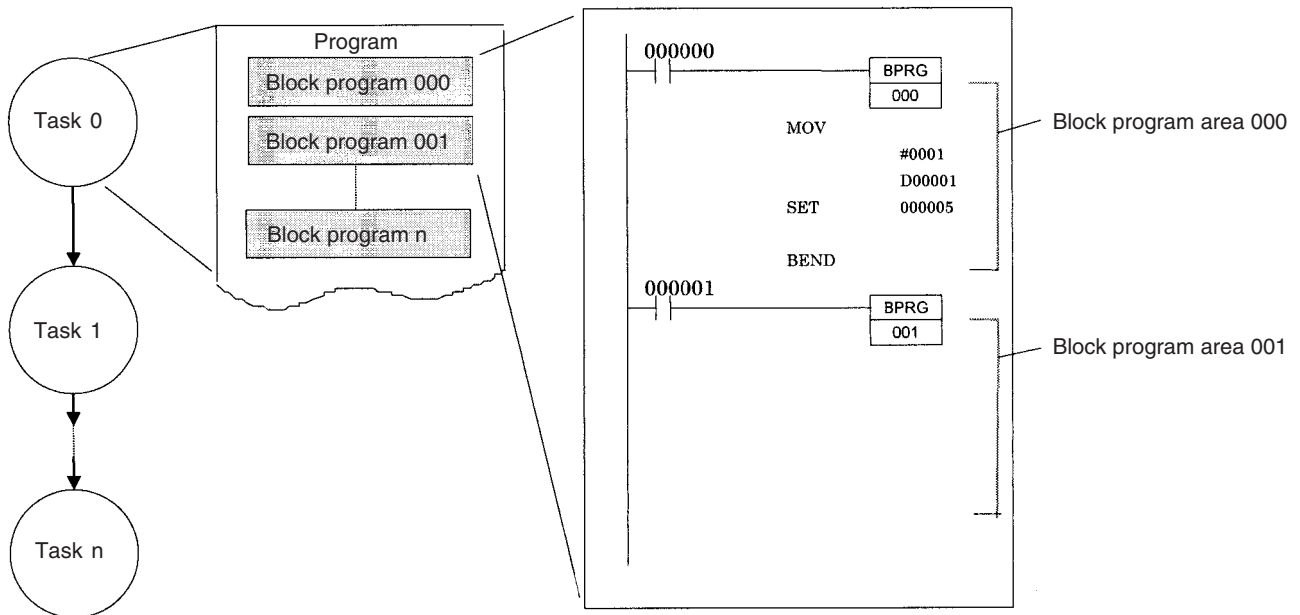 Task 0
Task 1
Task n
Program
Block program 000
Block program 001
Block program n
000000
BPRG
000
MOV
#0001
D00001
SET 000005
BEND
000001
BPRG
001
Block program area 000
Block program area 001